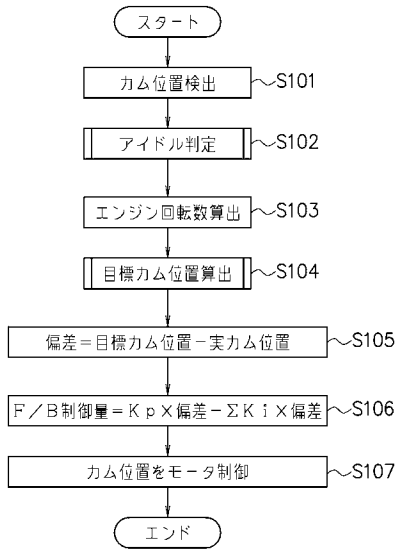 スタート
カム位置検出 S101
アイドル判定 S102
エンジン回転数算出 S103
目標カム位置算出 S104
偏差=目標カム位置-実カム位置 S105
F/B制御量=Kp×偏差-ΣKi×偏差 S106
カム位置をモータ制御 S107
エンド